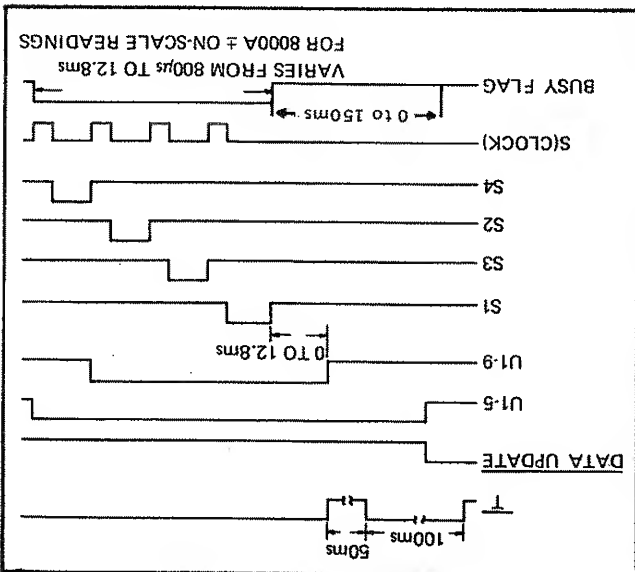 100ms 50ms
T
DATA UPDATE
U1-5
U1-9
0 TO 12.8ms
S1
S3
S2
S4
S(CLOCK)
0 to 150ms
BUSY FLAG
VARIES FROM 800µs TO 12.8ms
FOR 8000A ± ON-SCALE READINGS